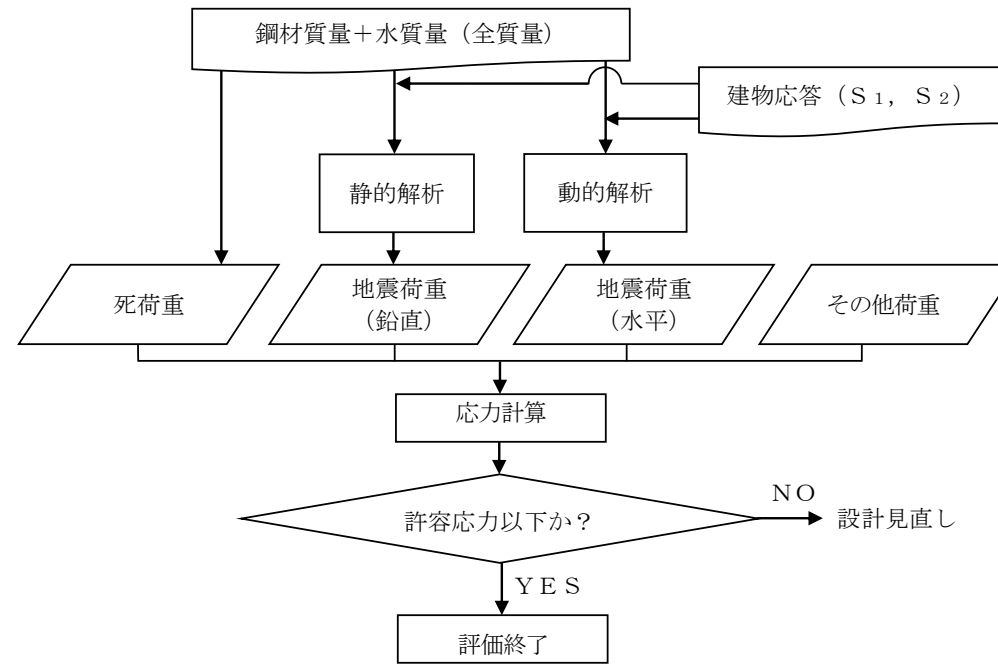 鋼材質量＋水質量（全質量）
建物応答（Ｓ１，Ｓ２）
静的解析
動的解析
死荷重
地震荷重
（鉛直）
地震荷重
（水平）
その他荷重
応力計算
許容応力以下か？
ＮＯ
設計見直し
ＹＥＳ
評価終了